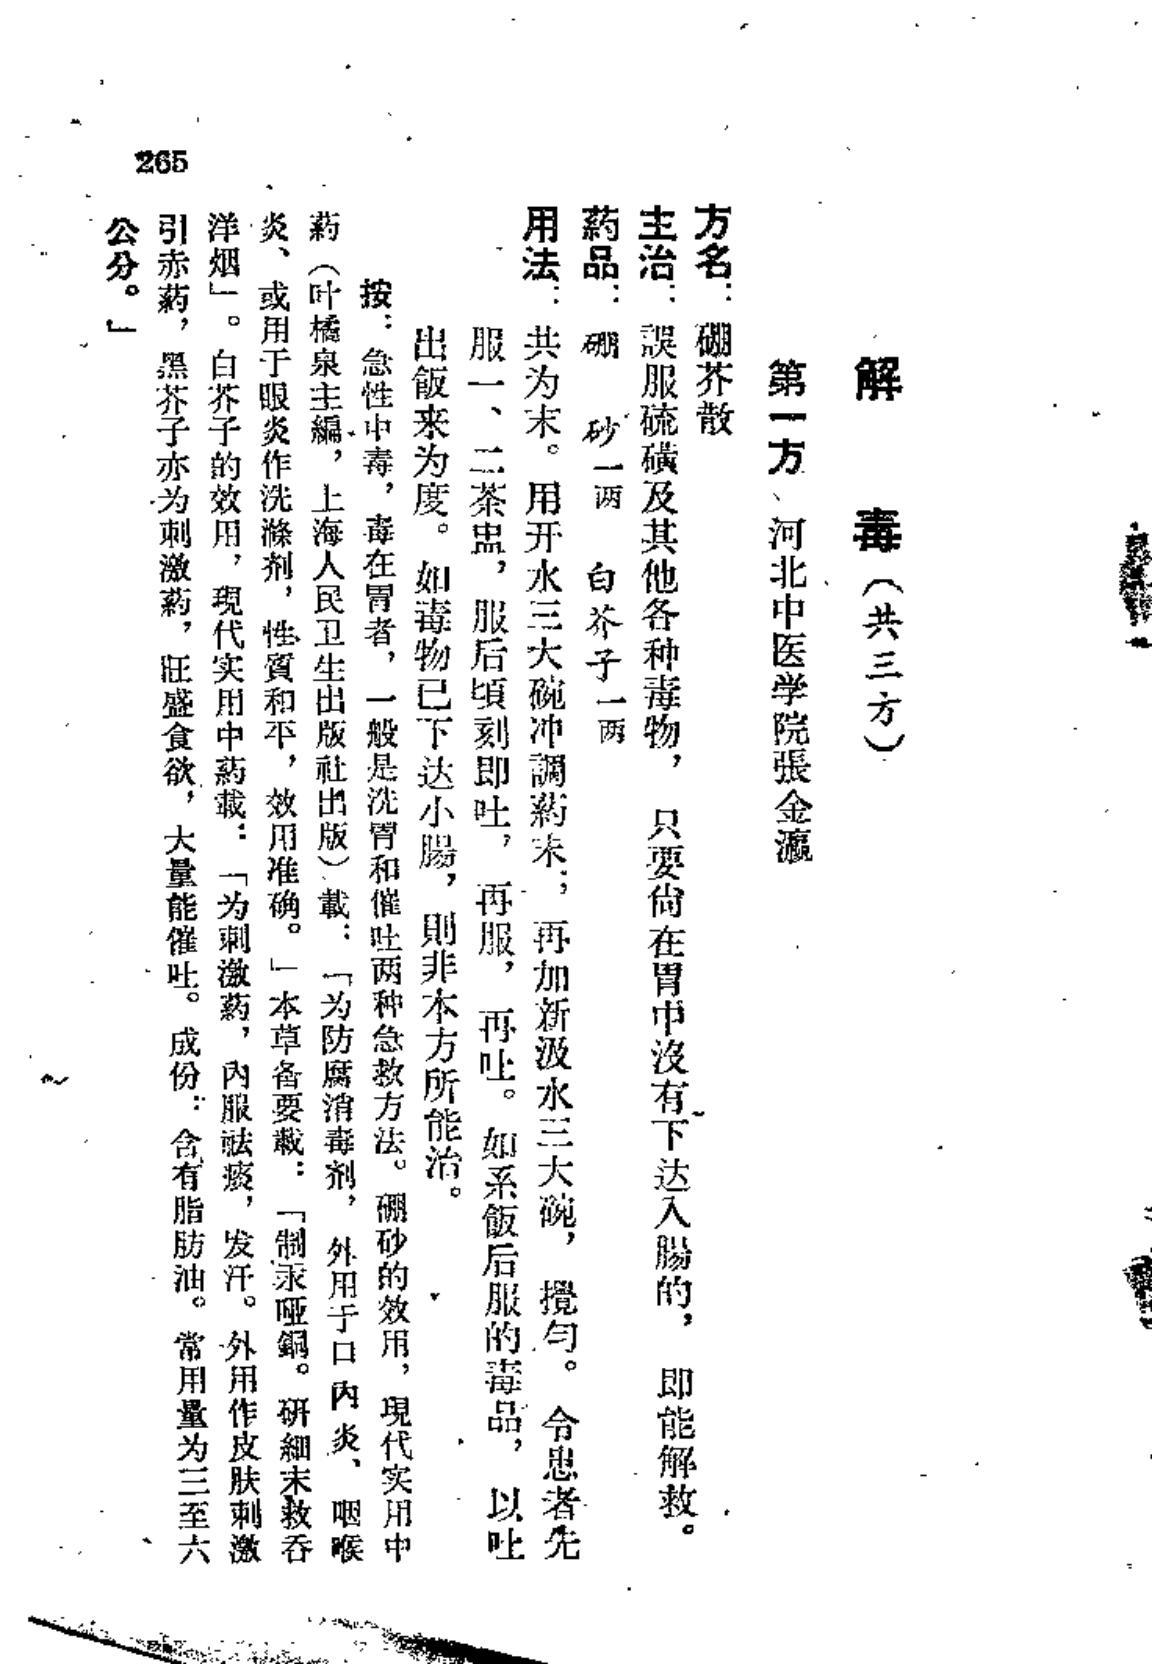 解　毒（共三方）
第一方　河北中医学院張金瀛
方名：硼芥散
主治：誤服硫磺及其他各种毒物，只要尙在胃中沒有下达入腸的，即能解救。
药品：硼　砂一两　白芥子一两
用法：共为末。用开水三大碗冲調药末，再加新汲水三大碗，攪匀。令患者先
服一、二茶盅，服后頃刻即吐，再服，再吐。如系飯后服的毒品，以吐
出飯来为度。如毒物已下达小腸，則非本方所能治。
按：急性中毒，毒在胃者，一般是洗胃和催吐两种急救方法。硼砂的效用，現代实用中
药（叶橘泉主編，上海人民卫生出版社出版）載：「为防腐消毒剂，外用于口內炎、咽喉
炎、或用于眼炎作洗滌剂，性質和平，效用准确。」本草备要載：「制汞哑銅。研細末救吞
洋烟」。白芥子的效用，現代实用中药載：「为刺激药，內服祛痰，发汗。外用作皮肤刺激
引赤药，黑芥子亦为刺激药，旺盛食欲，大量能催吐。成份：含有脂肪油。常用量为三至六
公分。」
265